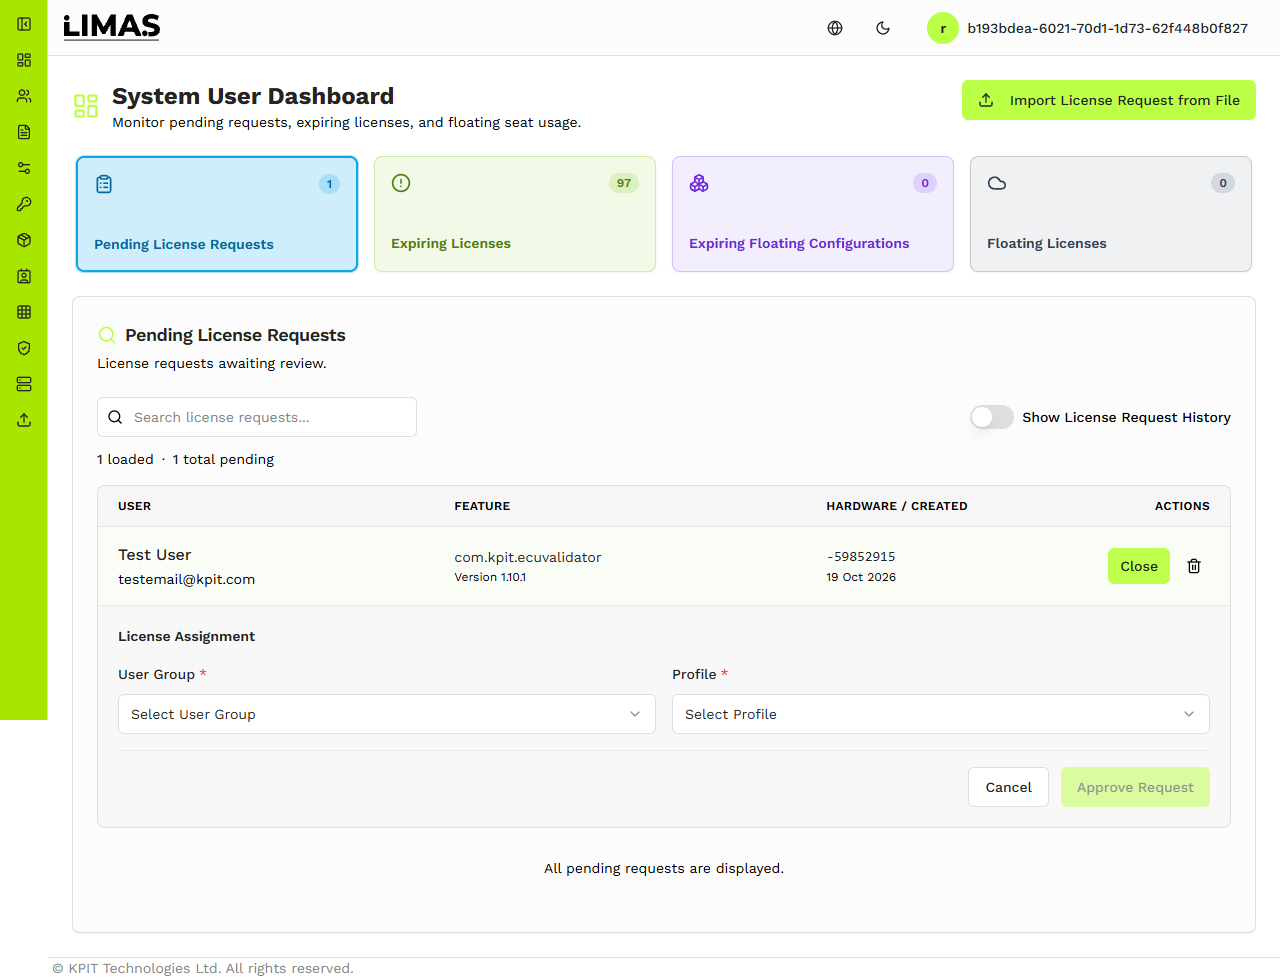 LIMAS
r
b193bdea-6021-70d1-1d73-62f448b0f827
System User Dashboard
Monitor pending requests, expiring licenses, and floating seat usage.
Import License Request from File
1
Pending License Requests
97
Expiring Licenses
0
Expiring Floating Configurations
0
Floating Licenses
Pending License Requests
License requests awaiting review.
Search license requests...
Show License Request History
1 loaded · 1 total pending
USER FEATURE HARDWARE / CREATED ACTIONS
Test User com.kpit.ecuvalidator -59852915 Close
testemail@kpit.com Version 1.10.1 19 Oct 2026
License Assignment
User Group * Profile *
Select User Group Select Profile
Cancel Approve Request
All pending requests are displayed.
© KPIT Technologies Ltd. All rights reserved.